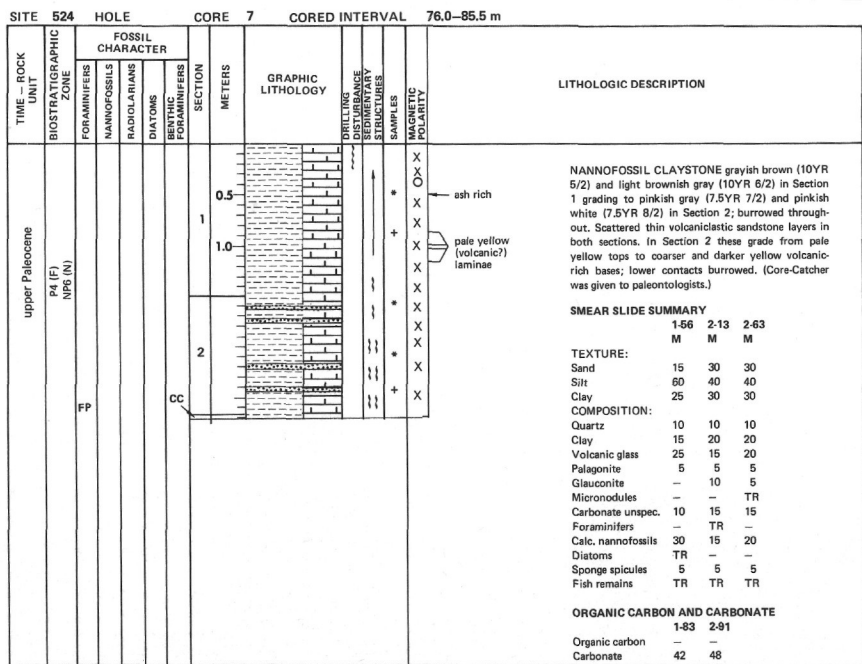 SITE 524 HOLE CORE 7 CORED INTERVAL 76.0–85.5 m
TIME – ROCK UNIT
BIOSTRATIGRAPHIC ZONE
FOSSIL CHARACTER
FORAMINIFERS
NANNOFOSSILS
RADIOLARIANS
DIATOMS
BENTHIC FORAMINIFERS
SECTION
METERS
GRAPHIC LITHOLOGY
DRILLING DISTURBANCE
SEDIMENTARY STRUCTURES
SAMPLES
MAGNETIC POLARITY
LITHOLOGIC DESCRIPTION
upper Paleocene
P4 (F)
NP6 (N)
FP
CC
1
0.5
1.0
2
*
+
*
*
+
X
X
O
X
X
X
X
X
X
X
X
X
ash rich
pale yellow
(volcanic?)
laminae
NANNOFOSSIL CLAYSTONE grayish brown (10YR
5/2) and light brownish gray (10YR 6/2) in Section
1 grading to pinkish gray (7.5YR 7/2) and pinkish
white (7.5YR 8/2) in Section 2; burrowed through-
out. Scattered thin volcaniclastic sandstone layers in
both sections. In Section 2 these grade from pale
yellow tops to coarser and darker yellow volcanic-
rich bases; lower contacts burrowed. (Core-Catcher
was given to paleontologists.)
SMEAR SLIDE SUMMARY
1-56 2-13 2-63
M M M
TEXTURE:
Sand 15 30 30
Silt 60 40 40
Clay 25 30 30
COMPOSITION:
Quartz 10 10 10
Clay 15 20 20
Volcanic glass 25 15 20
Palagonite 5 5 5
Glauconite – 10 5
Micronodules – – TR
Carbonate unspec. 10 15 15
Foraminifers – TR –
Calc. nannofossils 30 15 20
Diatoms TR – –
Sponge spicules 5 5 5
Fish remains TR TR TR
ORGANIC CARBON AND CARBONATE
1-83 2-91
Organic carbon – –
Carbonate 42 48